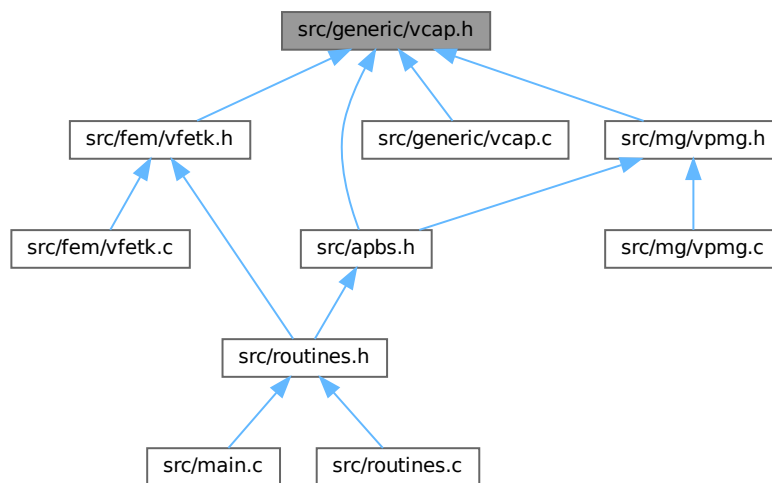 src/generic/vcap.h
src/fem/vfetk.h
src/generic/vcap.c
src/mg/vpmg.h
src/fem/vfetk.c
src/apbs.h
src/mg/vpmg.c
src/routines.h
src/main.c
src/routines.c